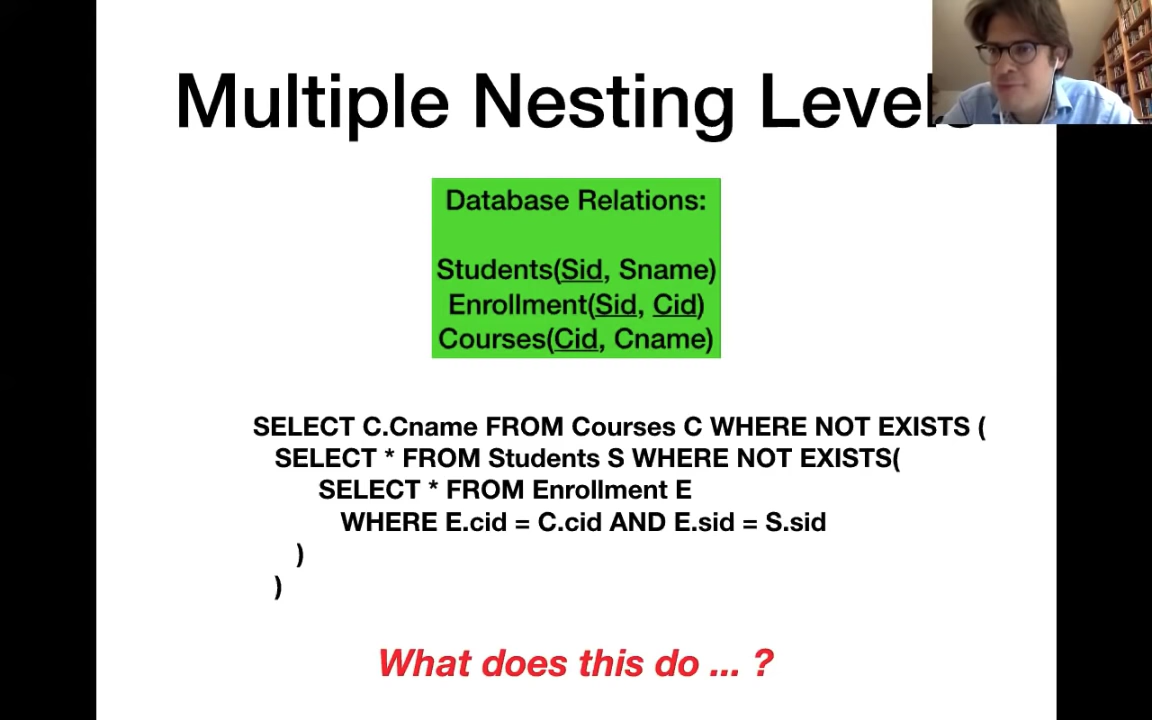 Multiple Nesting Levels
Database Relations:
Students(Sid, Sname)
Enrollment(Sid, Cid)
Courses(Cid, Cname)
SELECT C.Cname FROM Courses C WHERE NOT EXISTS (
SELECT * FROM Students S WHERE NOT EXISTS(
SELECT * FROM Enrollment E
WHERE E.cid = C.cid AND E.sid = S.sid
)
)
What does this do ... ?